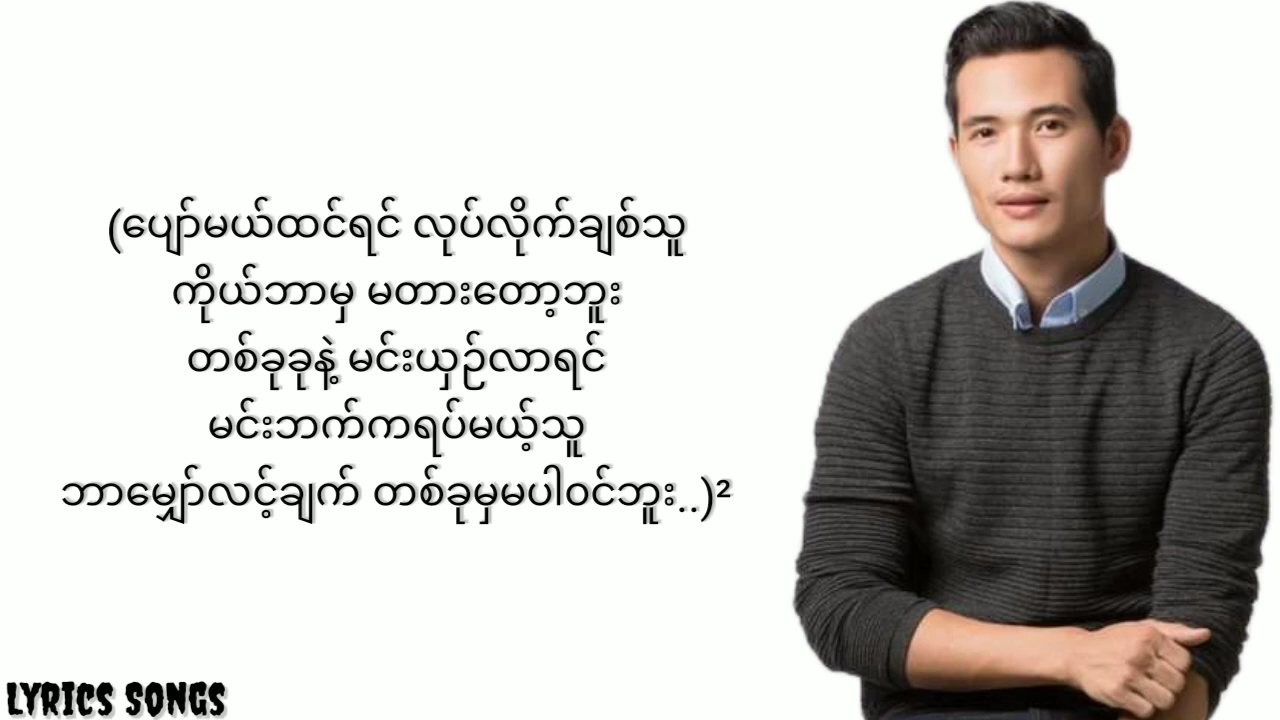 (ပျော်မယ်ထင်ရင် လုပ်လိုက်ချစ်သူ
ကိုယ်ဘာမှ မတားတော့ဘူး
တစ်ခုခုနဲ့ မင်းယှဉ်လာရင်
မင်းဘက်ကရပ်မယ့်သူ
ဘာမျှော်လင့်ချက် တစ်ခုမှမပါဝင်ဘူး..)²
LYRICS SONGS